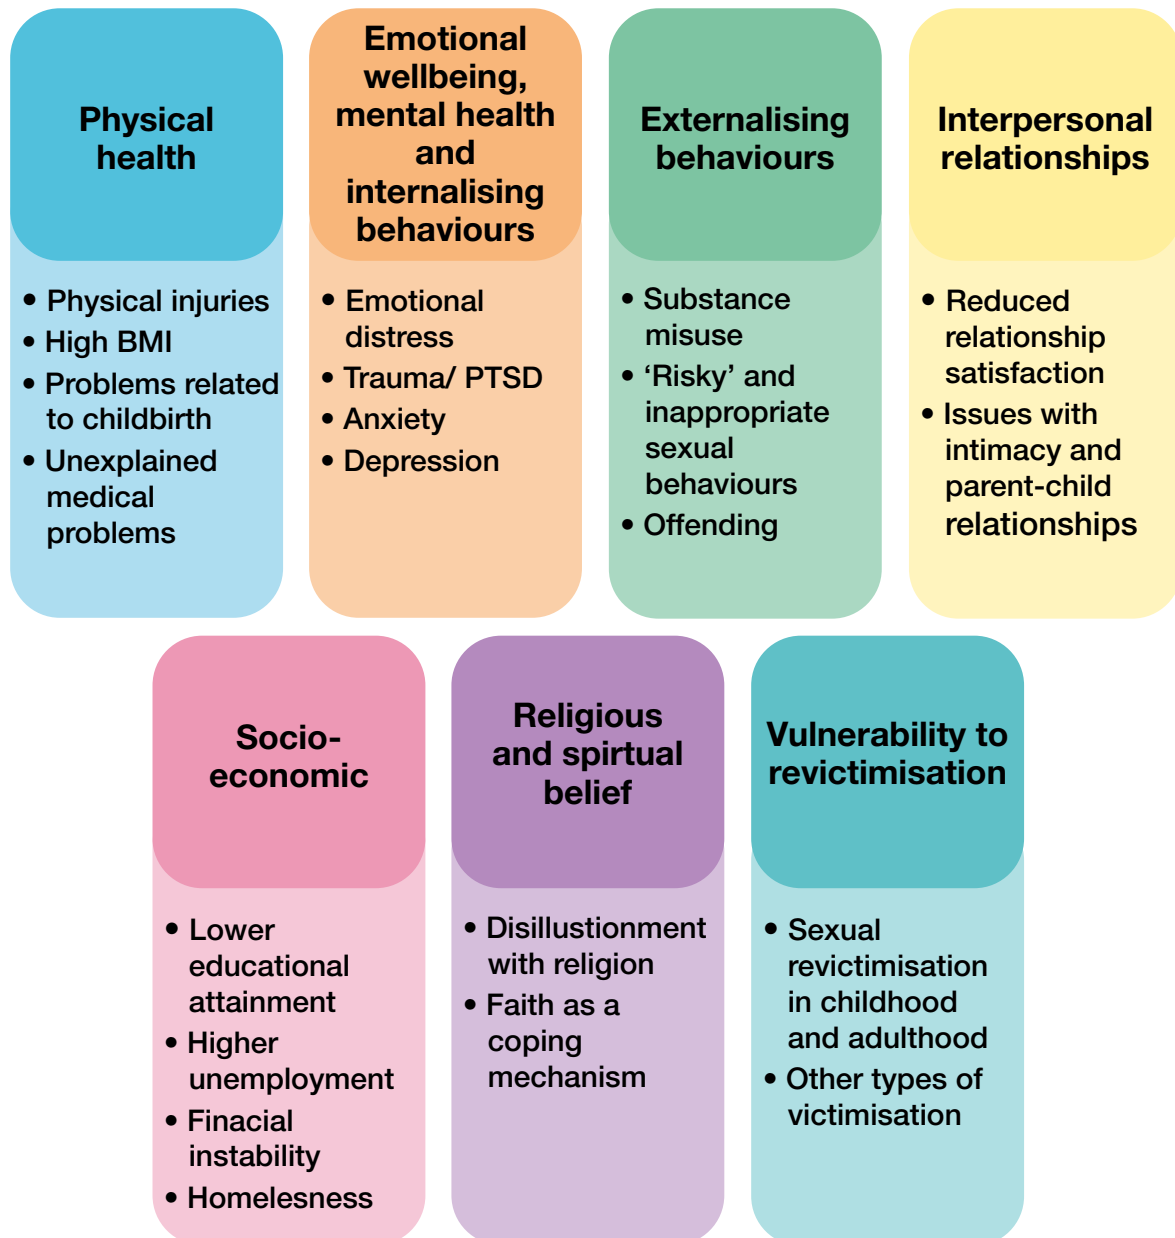 Physical
health
• Physical injuries
• High BMI
• Problems related
to childbirth
• Unexplained
medical
problems
Emotional
wellbeing,
mental health
and
internalising
behaviours
• Emotional
distress
• Trauma/ PTSD
• Anxiety
• Depression
Externalising
behaviours
• Substance
misuse
• ‘Risky’ and
inappropriate
sexual
behaviours
• Offending
Interpersonal
relationships
• Reduced
relationship
satisfaction
• Issues with
intimacy and
parent-child
relationships
Socio-
economic
• Lower
educational
attainment
• Higher
unemployment
• Finacial
instability
• Homelesness
Religious
and spirtual
belief
• Disillustionment
with religion
• Faith as a
coping
mechanism
Vulnerability to
revictimisation
• Sexual
revictimisation
in childhood
and adulthood
• Other types of
victimisation